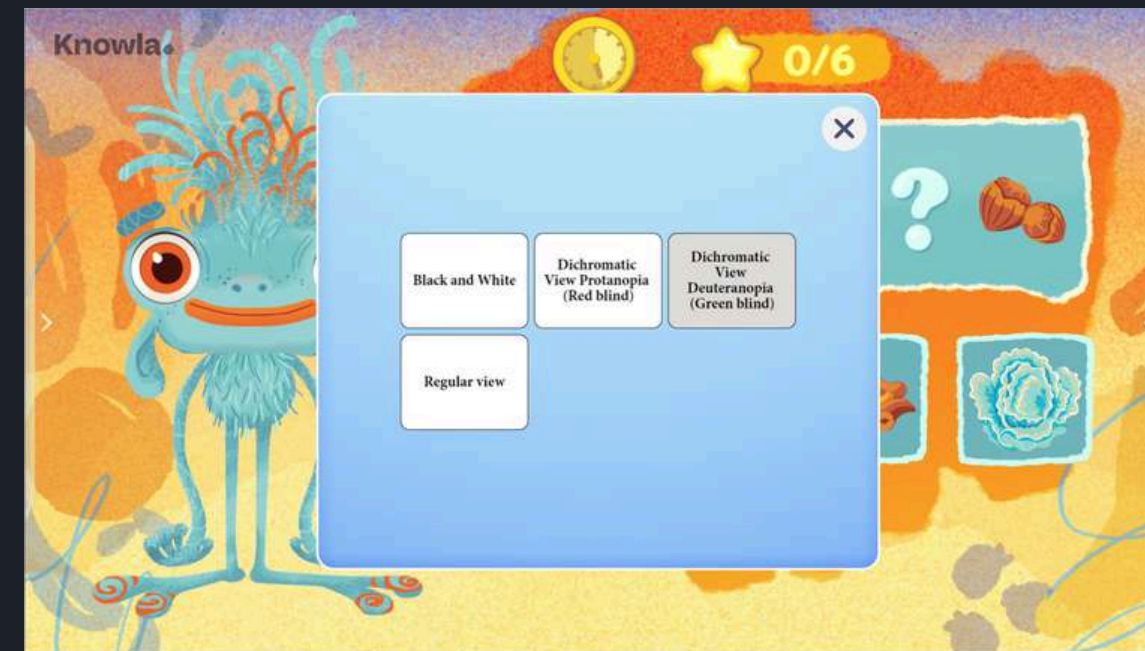 Knowla.
0/6
Black and White
Dichromatic
View Protanopia
(Red blind)
Dichromatic
View
Deuteranopia
(Green blind)
Regular view
?